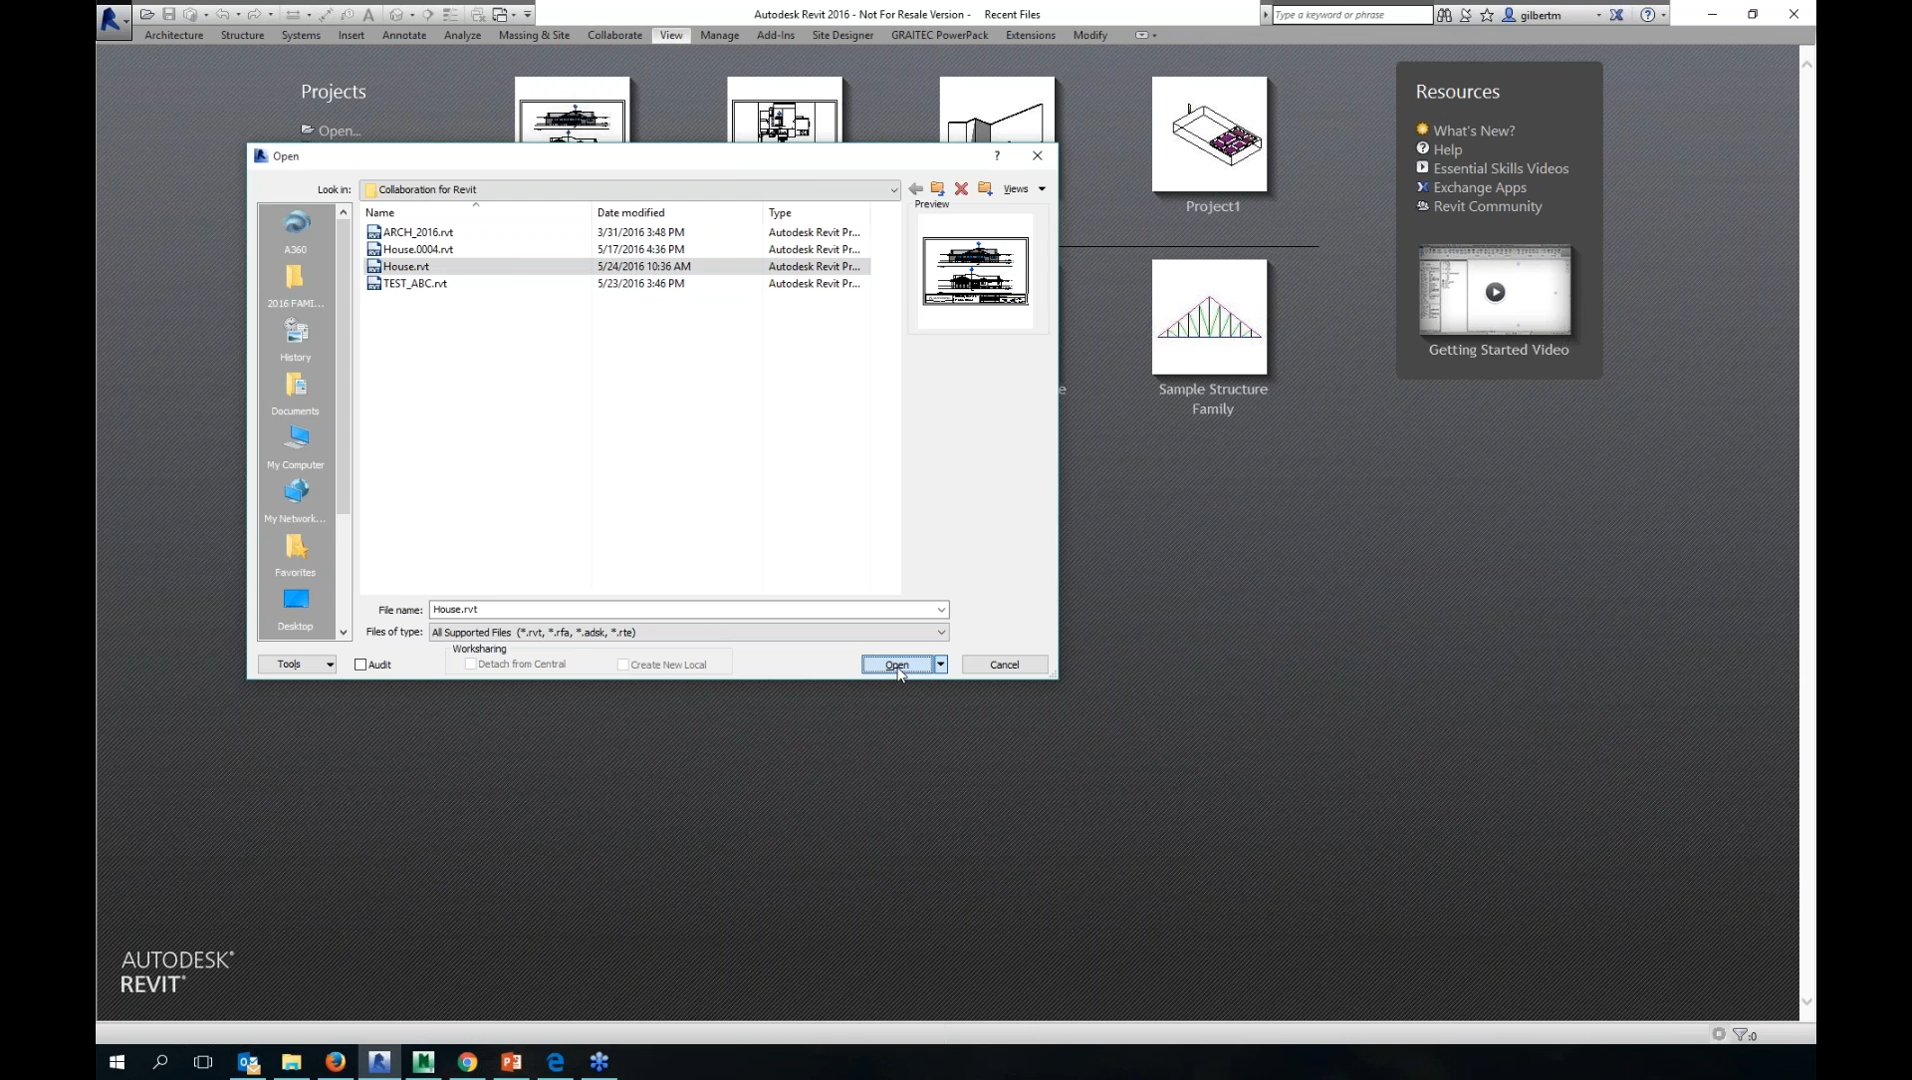 Autodesk Revit 2016 - Not For Resale Version - Recent Files
Type a keyword or phrase
gilbertm
Architecture Structure Systems Insert Annotate Analyze Massing & Site Collaborate View Manage Add-Ins Site Designer GRAITEC PowerPack Extensions Modify
Projects
Open...
Open
Look in: Collaboration for Revit
Views
Name Date modified Type
ARCH_2016.rvt 3/31/2016 3:48 PM Autodesk Revit Pr...
House.0004.rvt 5/17/2016 4:36 PM Autodesk Revit Pr...
House.rvt 5/24/2016 10:36 AM Autodesk Revit Pr...
TEST_ABC.rvt 5/23/2016 3:46 PM Autodesk Revit Pr...
Preview
A360
2016 FAMI...
History
Documents
My Computer
My Network...
Favorites
Desktop
File name: House.rvt
Files of type: All Supported Files (*.rvt, *.rfa, *.adsk, *.rte)
Worksharing
Tools Audit Detach from Central Create New Local Open Cancel
Project1
e
Sample Structure
Family
Resources
What's New?
Help
Essential Skills Videos
Exchange Apps
Revit Community
Getting Started Video
AUTODESK®
REVIT®
:0